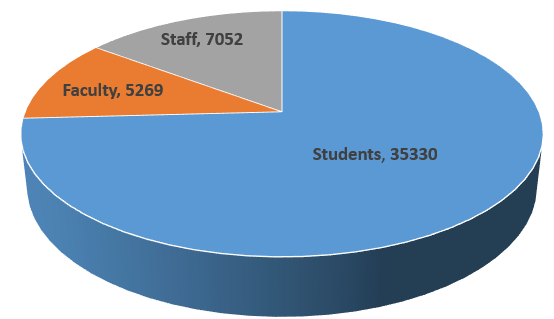 Staff, 7052
Faculty, 5269
Students, 35330